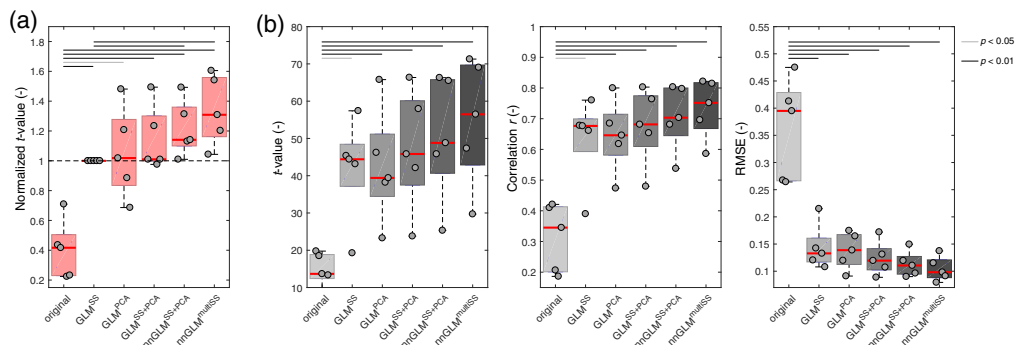 (a)
Normalized t-value (-)
1.8
1.6
1.4
1.2
1
0.8
0.6
0.4
0.2
original
GLM^SS
GLM^PCA
GLM^SS+PCA
nnGLM^SS+PCA
nnGLM^multiSS
(b)
t-value (-)
70
60
50
40
30
20
10
original
GLM^SS
GLM^PCA
GLM^SS+PCA
nnGLM^SS+PCA
nnGLM^multiSS
Correlation r (-)
1
0.9
0.8
0.7
0.6
0.5
0.4
0.3
0.2
original
GLM^SS
GLM^PCA
GLM^SS+PCA
nnGLM^SS+PCA
nnGLM^multiSS
RMSE (-)
0.55
0.5
0.45
0.4
0.35
0.3
0.25
0.2
0.15
0.1
original
GLM^SS
GLM^PCA
GLM^SS+PCA
nnGLM^SS+PCA
nnGLM^multiSS
p < 0.05
p < 0.01